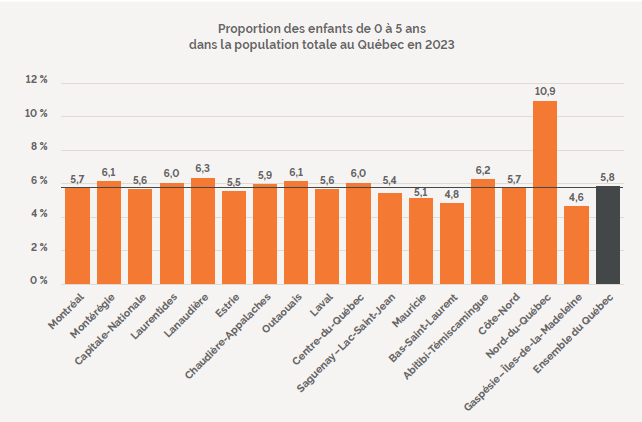 Proportion des enfants de 0 à 5 ans
dans la population totale au Québec en 2023
12 %
10 %
8 %
6 %
4 %
2 %
0 %
5,7
6,1
5,6
6,0
6,3
5,5
5,9
6,1
5,6
6,0
5,4
5,1
4,8
6,2
5,7
10,9
4,6
5,8
Montréal
Montérégie
Capitale-Nationale
Laurentides
Lanaudière
Estrie
Chaudière-Appalaches
Outaouais
Laval
Centre-du-Québec
Saguenay – Lac-Saint-Jean
Mauricie
Bas-Saint-Laurent
Abitibi-Témiscamingue
Côte-Nord
Nord-du-Québec
Gaspésie – Îles-de-la-Madeleine
Ensemble du Québec